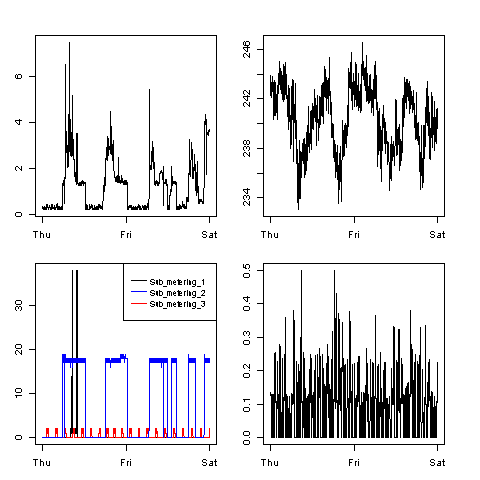 6
4
2
0
Thu Fri Sat
246
242
238
234
Thu Fri Sat
30
20
10
0
Sub_metering_1
Sub_metering_2
Sub_metering_3
Thu Fri Sat
0.5
0.4
0.3
0.2
0.1
0.0
Thu Fri Sat